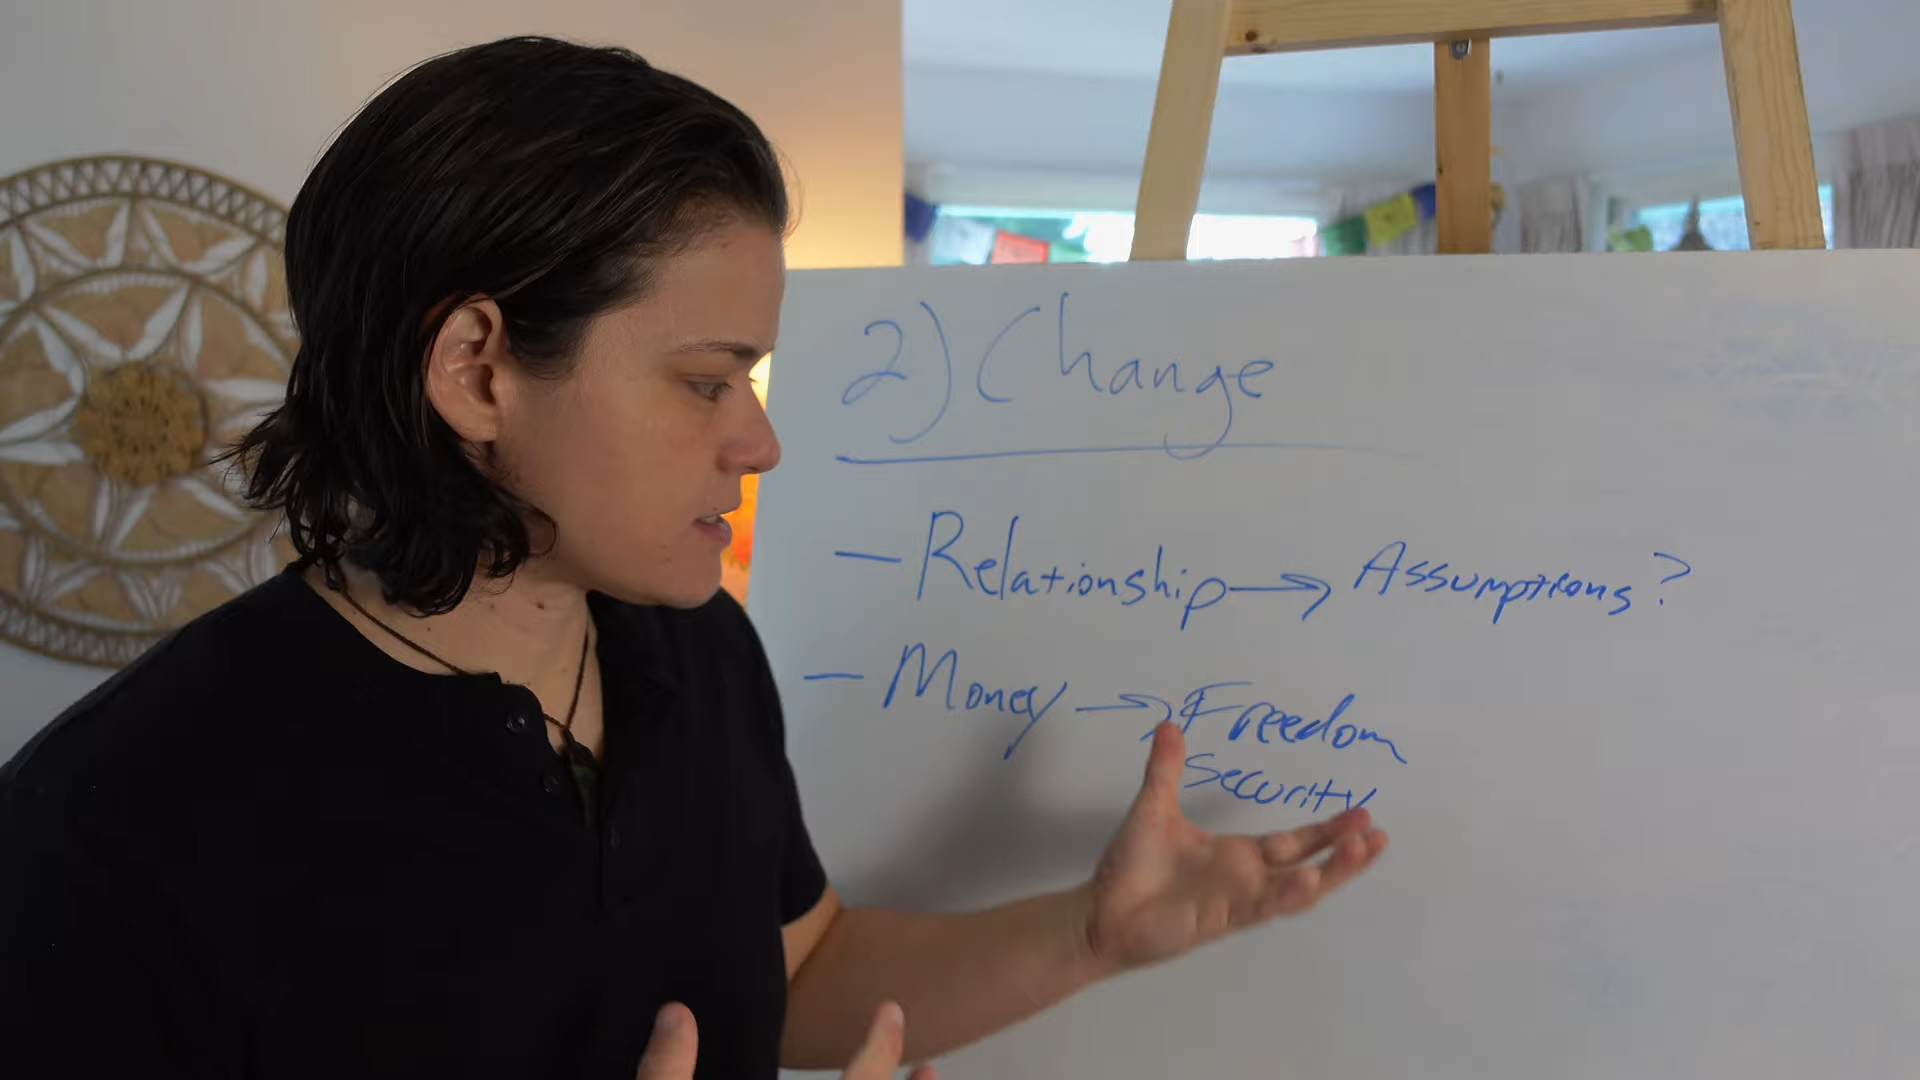 2) Change
- Relationship → Assumptions?
- Money → Freedom
Security